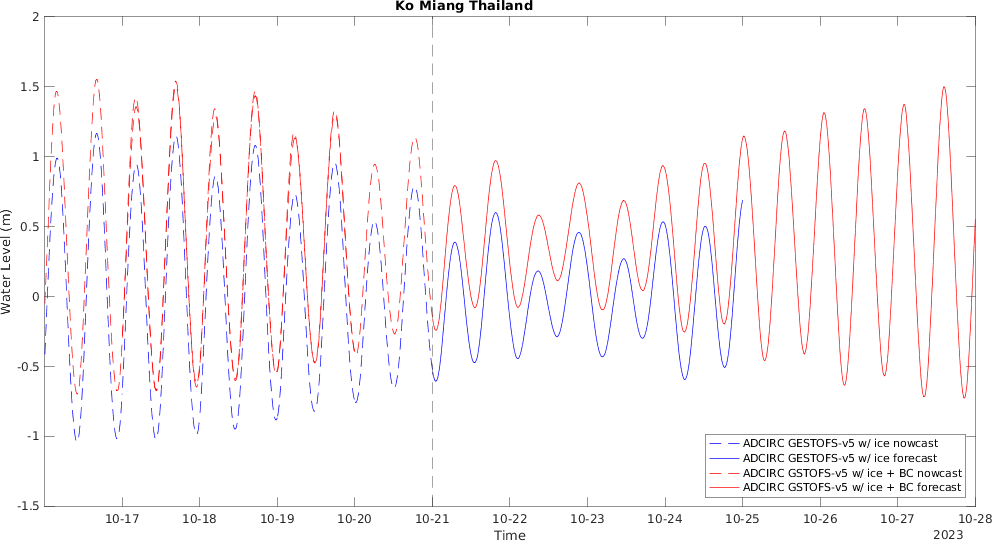 Ko Miang Thailand
2
1.5
1
0.5
0
-0.5
-1
-1.5
Water Level (m)
10-17 10-18 10-19 10-20 10-21 10-22 10-23 10-24 10-25 10-26 10-27 10-28
Time
2023
ADCIRC GESTOFS-v5 w/ ice nowcast
ADCIRC GESTOFS-v5 w/ ice forecast
ADCIRC GSTOFS-v5 w/ ice + BC nowcast
ADCIRC GSTOFS-v5 w/ ice + BC forecast